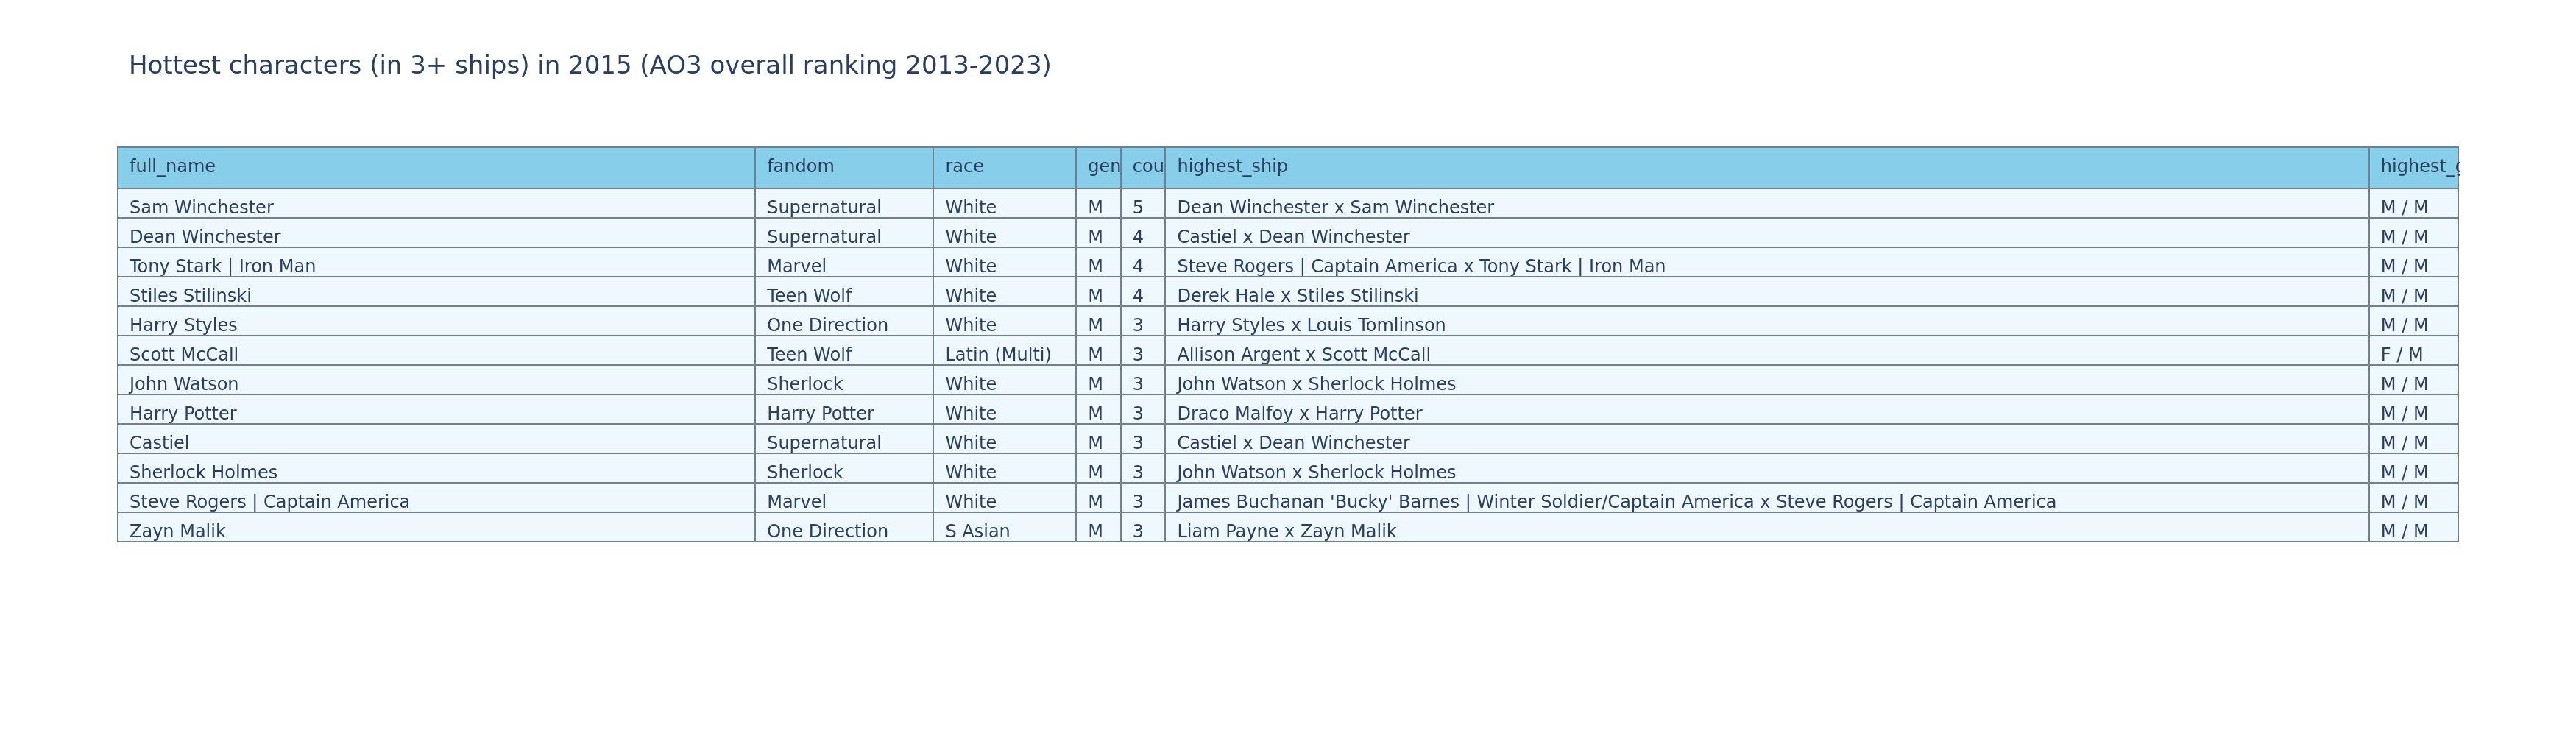 Hottest characters (in 3+ ships) in 2015 (AO3 overall ranking 2013-2023)
full_name fandom race gen cou highest_ship highest_g
Sam Winchester Supernatural White M 5 Dean Winchester x Sam Winchester M / M
Dean Winchester Supernatural White M 4 Castiel x Dean Winchester M / M
Tony Stark | Iron Man Marvel White M 4 Steve Rogers | Captain America x Tony Stark | Iron Man M / M
Stiles Stilinski Teen Wolf White M 4 Derek Hale x Stiles Stilinski M / M
Harry Styles One Direction White M 3 Harry Styles x Louis Tomlinson M / M
Scott McCall Teen Wolf Latin (Multi) M 3 Allison Argent x Scott McCall F / M
John Watson Sherlock White M 3 John Watson x Sherlock Holmes M / M
Harry Potter Harry Potter White M 3 Draco Malfoy x Harry Potter M / M
Castiel Supernatural White M 3 Castiel x Dean Winchester M / M
Sherlock Holmes Sherlock White M 3 John Watson x Sherlock Holmes M / M
Steve Rogers | Captain America Marvel White M 3 James Buchanan 'Bucky' Barnes | Winter Soldier/Captain America x Steve Rogers | Captain America M / M
Zayn Malik One Direction S Asian M 3 Liam Payne x Zayn Malik M / M